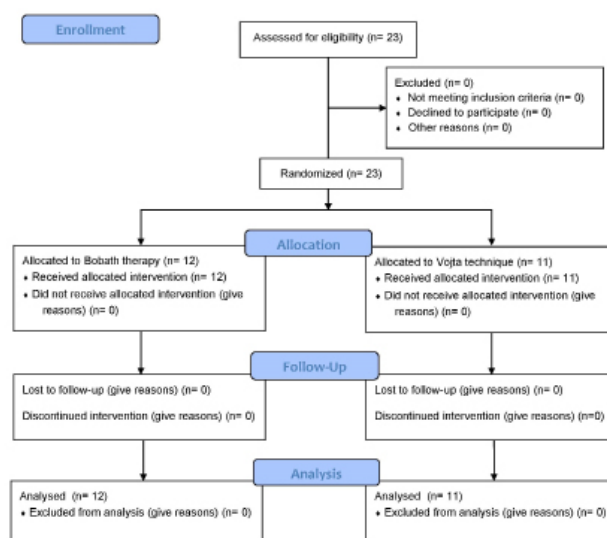 Enrollment
Assessed for eligibility (n= 23)
Excluded (n= 0)
♦ Not meeting inclusion criteria (n= 0)
♦ Declined to participate (n= 0)
♦ Other reasons (n= 0)
Randomized (n= 23)
Allocation
Allocated to Bobath therapy (n= 12)
♦ Received allocated intervention (n= 12)
♦ Did not receive allocated intervention (give
reasons) (n= 0)
Allocated to Vojta technique (n= 11)
♦ Received allocated intervention (n= 11)
♦ Did not receive allocated intervention (give
reasons) (n= 0)
Follow-Up
Lost to follow-up (give reasons) (n= 0)
Discontinued intervention (give reasons) (n= 0)
Lost to follow-up (give reasons) (n= 0)
Discontinued intervention (give reasons) (n=0)
Analysis
Analysed (n= 12)
♦ Excluded from analysis (give reasons) (n= 0)
Analysed (n= 11)
♦ Excluded from analysis (give reasons) (n= 0)